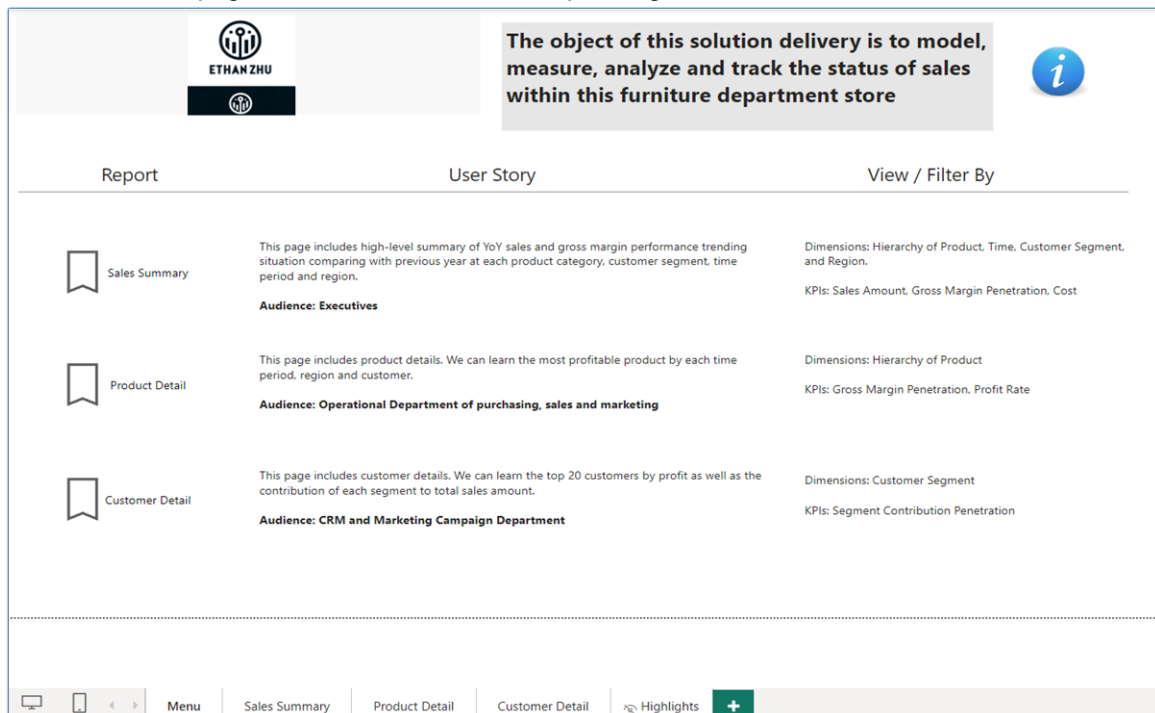 ETHAN ZHU
The object of this solution delivery is to model,
measure, analyze and track the status of sales
within this furniture department store
i
Report
User Story
View / Filter By
Sales Summary
This page includes high-level summary of YoY sales and gross margin performance trending
situation comparing with previous year at each product category, customer segment, time
period and region.
Audience: Executives
Dimensions: Hierarchy of Product, Time, Customer Segment,
and Region.
KPIs: Sales Amount, Gross Margin Penetration, Cost
Product Detail
This page includes product details. We can learn the most profitable product by each time
period, region and customer.
Audience: Operational Department of purchasing, sales and marketing
Dimensions: Hierarchy of Product
KPIs: Gross Margin Penetration, Profit Rate
Customer Detail
This page includes customer details. We can learn the top 20 customers by profit as well as the
contribution of each segment to total sales amount.
Audience: CRM and Marketing Campaign Department
Dimensions: Customer Segment
KPIs: Segment Contribution Penetration
Menu
Sales Summary
Product Detail
Customer Detail
Highlights
+